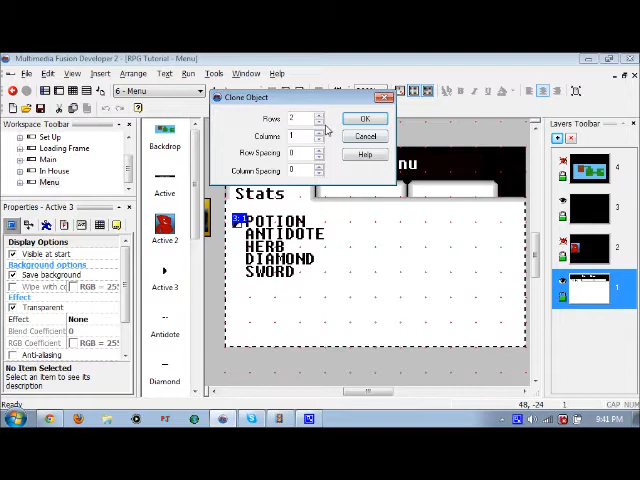 Multimedia Fusion Developer 2 - [RPG Tutorial - Menu]
File Edit View Insert Arrange Text Run Tools Window Help
6 - Menu
Workspace Toolbar
Set Up
Loading Frame
Main
In House
Menu
Properties - Active 3
Display Options
Visible at start
Background options
Save background
Wipe with co RGB = 255
Effect
Transparent
Effect None
Blend Coefficient 0
RGB Coefficient RGB = 255
Anti-aliasing
No Item Selected
Select an item to see its
description
Backdrop
Active
Active 2
Active 3
Antidote
Diamond
Clone Object
Rows 2
Columns 1
Row Spacing 0
Column Spacing 0
OK
Cancel
Help
nu
Stats
3: 1
POTION
ANTIDOTE
HERB
DIAMOND
SWORD
Layers Toolbar
4
3
2
1
Ready
48, -24
CAP NUM
9:41 PM